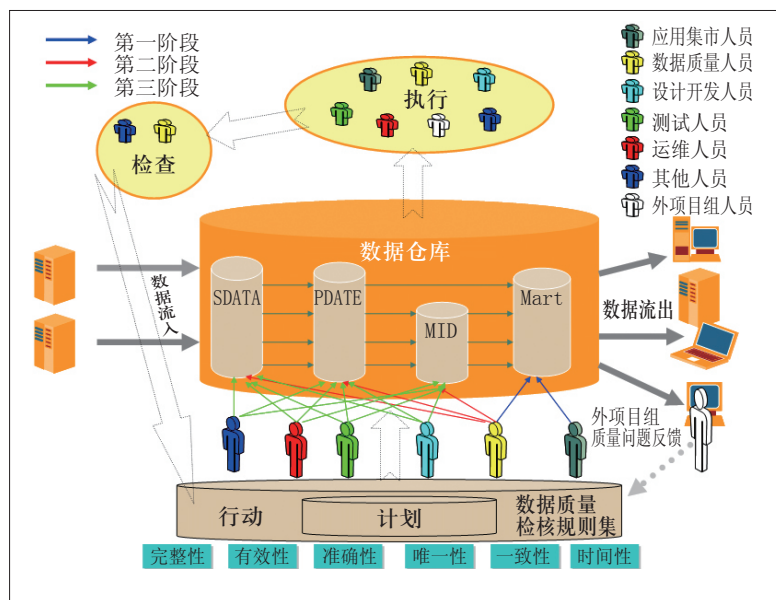 第一阶段
第二阶段
第三阶段
应用集市人员
数据质量人员
设计开发人员
测试人员
运维人员
其他人员
外项目组人员
执行
检查
数据仓库
数据流入
SDATA
PDATE
MID
Mart
数据流出
外项目组
质量问题反馈
行动
计划
数据质量
检核规则集
完整性
有效性
准确性
唯一性
一致性
时间性